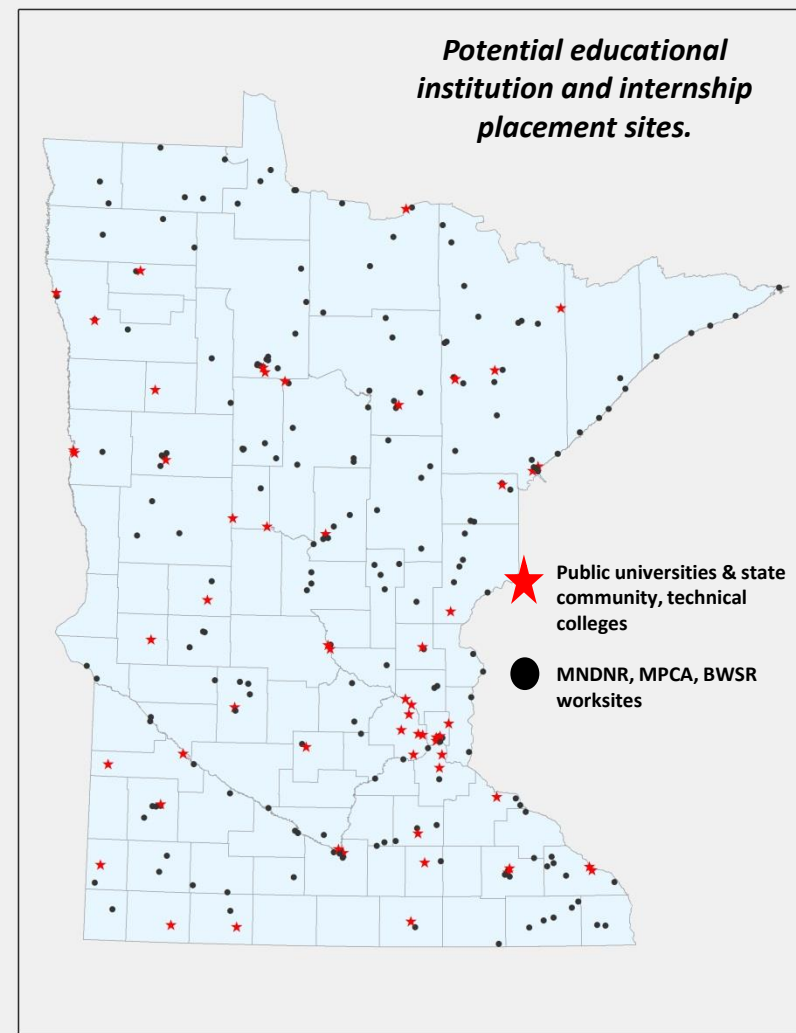 Potential educational
institution and internship
placement sites.
Public universities & state
community, technical
colleges
MNDNR, MPCA, BWSR
worksites